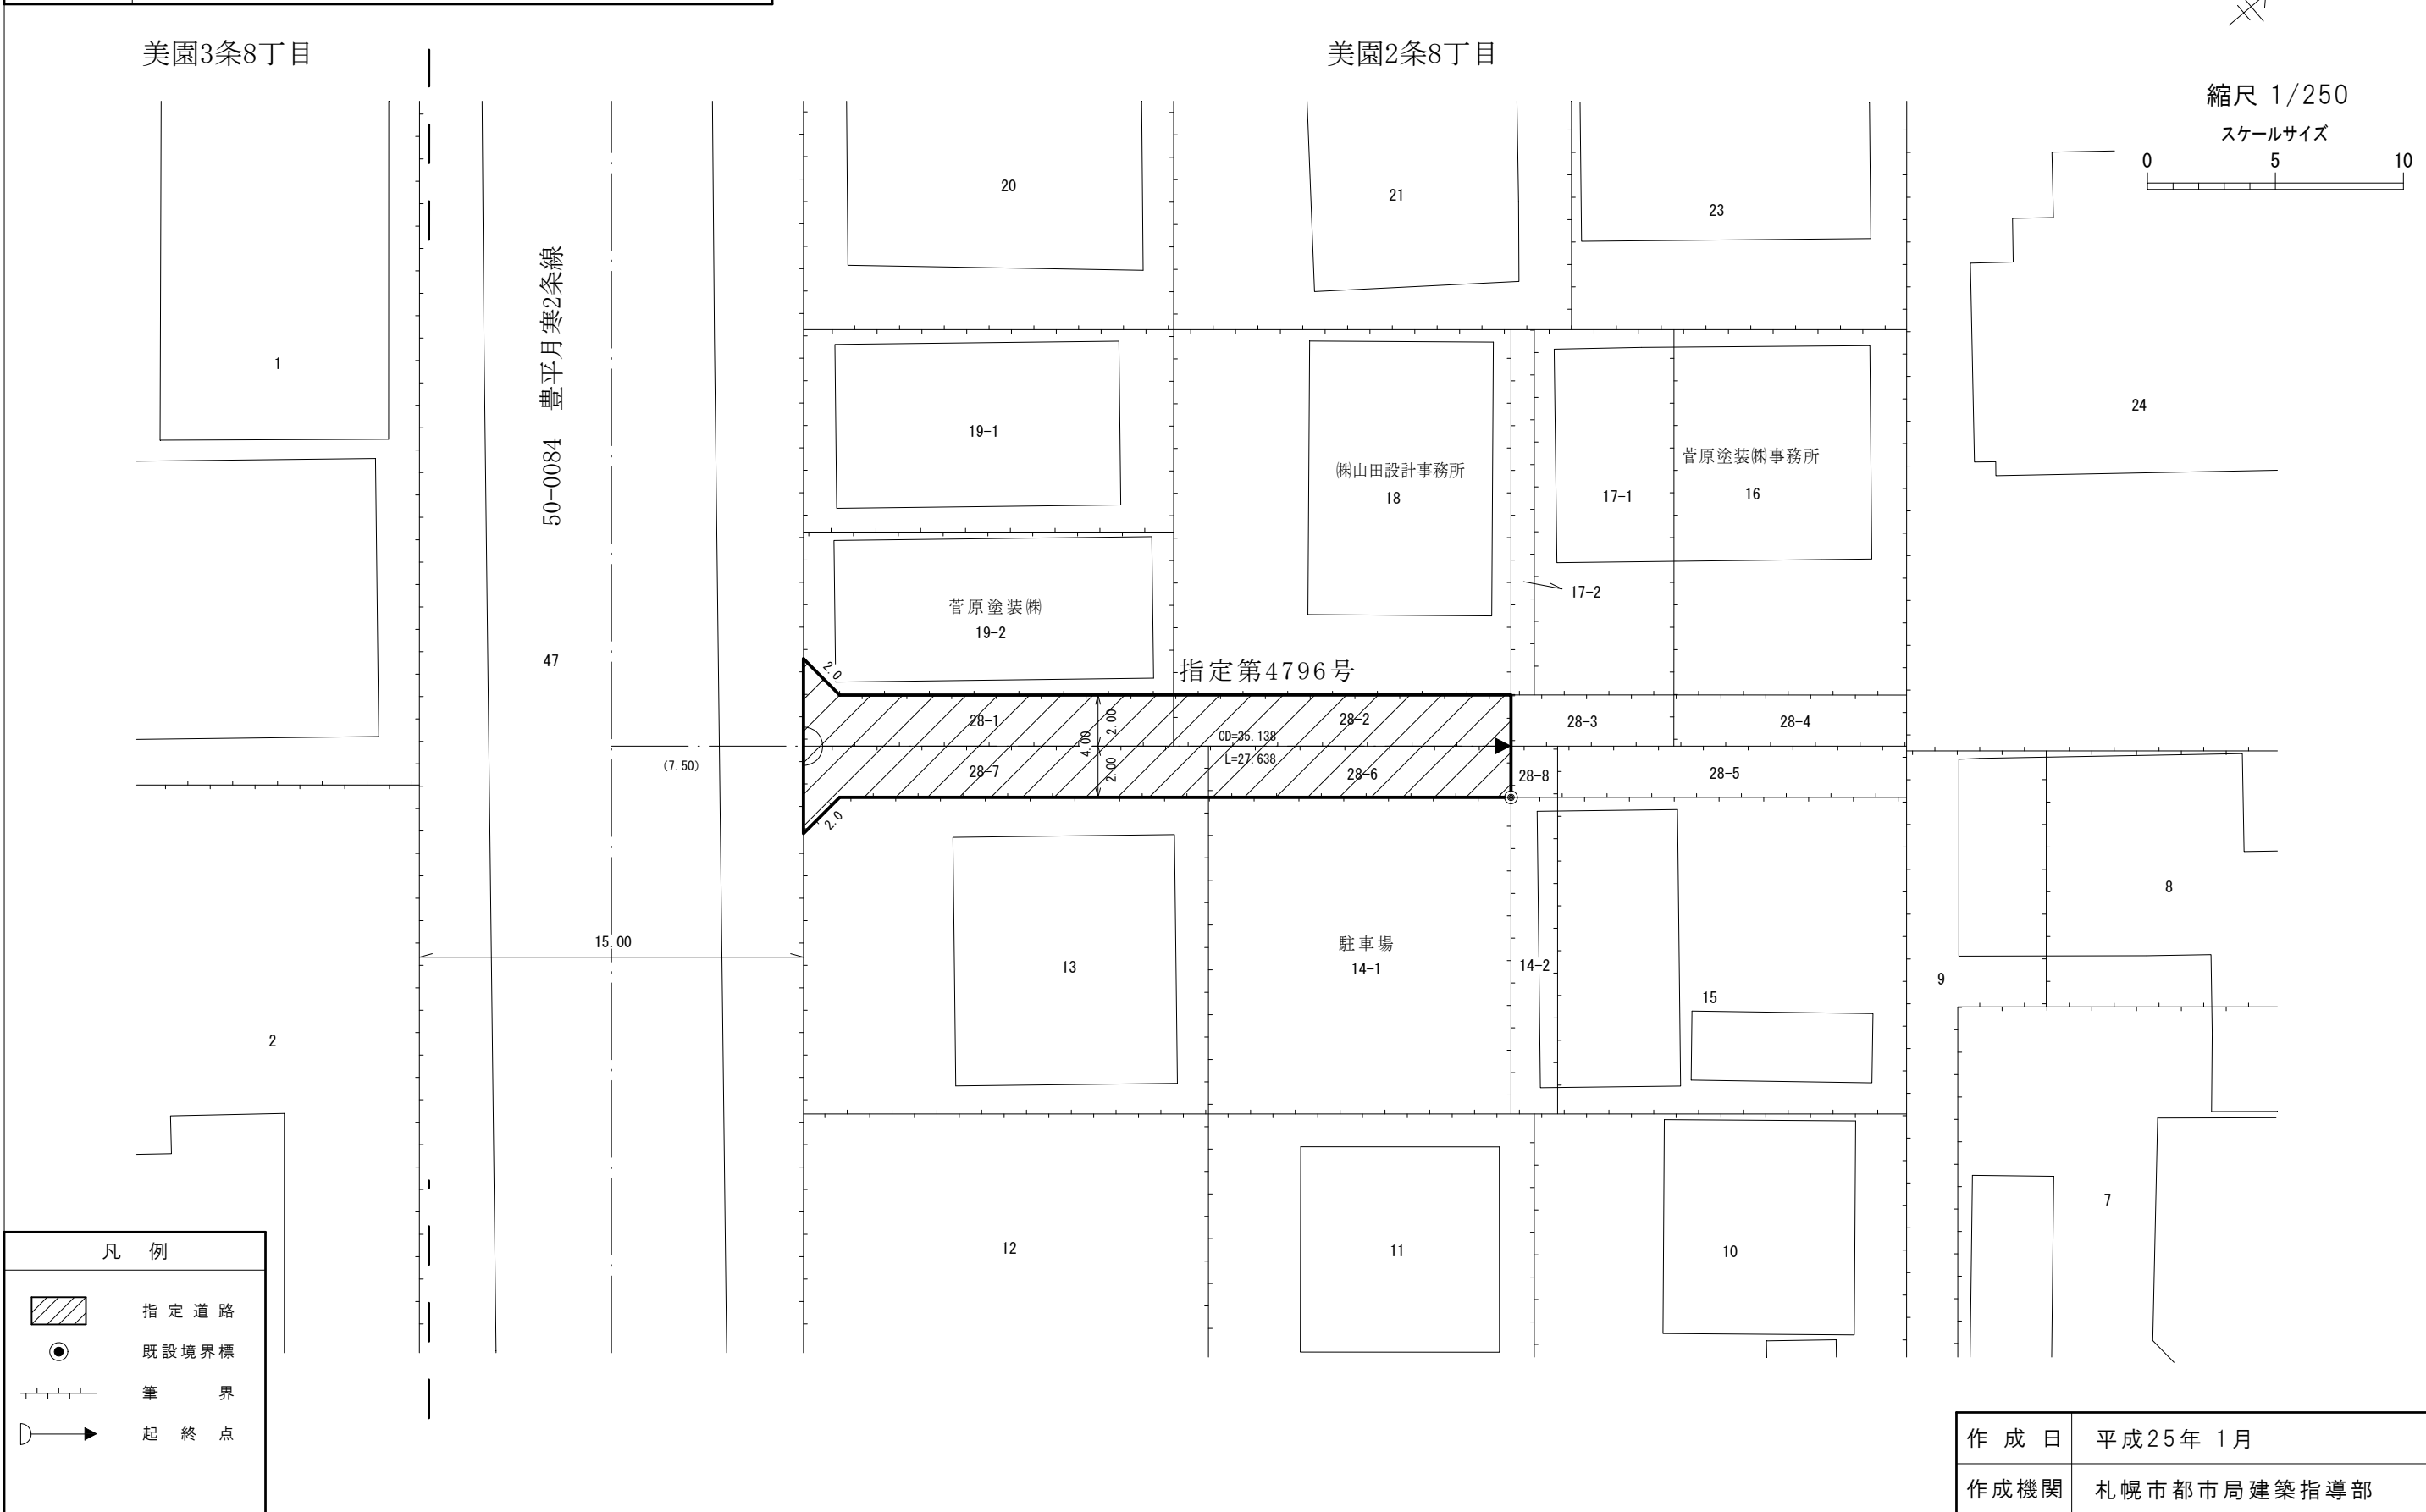 美園3条8丁目
美園2条8丁目
縮尺 1/250
スケールサイズ
0 5 10
20
21
23
1
50-0084 豊平月寒2条線
24
19-1
㈱山田設計事務所
18
17-1
菅原塗装㈱事務所
16
17-2
菅原塗装㈱
19-2
47
2.0
指定第4796号
28-1
2.00
28-2
28-3
28-4
4.00
CD=35.138
L=27.638
(7.50)
28-7
2.00
28-6
28-8
28-5
2.0
8
15.00
13
駐車場
14-1
14-2
9
15
2
7
12
11
10
凡 例
指定道路
既設境界標
筆 界
起 終 点
作成日 平成25年 1月
作成機関 札幌市都市局建築指導部